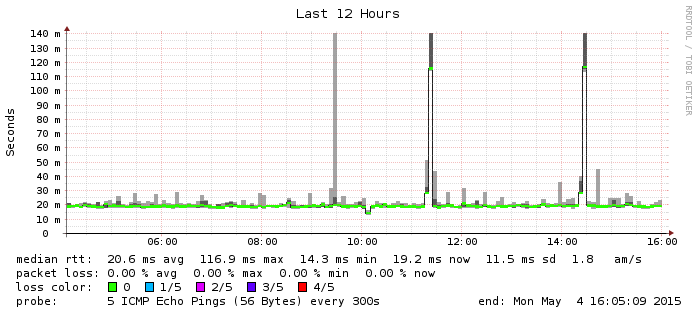 Last 12 Hours
RRDTOOL / TOBI OETIKER
Seconds
140 m
130 m
120 m
110 m
100 m
90 m
80 m
70 m
60 m
50 m
40 m
30 m
20 m
10 m
0
06:00 08:00 10:00 12:00 14:00 16:00
median rtt: 20.6 ms avg 116.9 ms max 14.3 ms min 19.2 ms now 11.5 ms sd 1.8 am/s
packet loss: 0.00 % avg 0.00 % max 0.00 % min 0.00 % now
loss color: 0 1/5 2/5 3/5 4/5
probe: 5 ICMP Echo Pings (56 Bytes) every 300s end: Mon May 4 16:05:09 2015